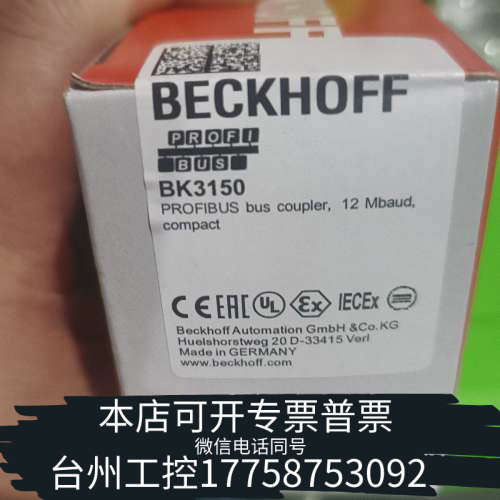 BECKHOFF
PROFI
BUS
BK3150
PROFIBUS bus coupler, 12 Mbaud,
compact
CE EAC UL Ex IECEx
Beckhoff Automation GmbH &Co.KG
Huelshorstweg 20 D-33415 Verl
Made in GERMANY
www.beckhoff.com
本店可开专票普票
微信电话同号
台州工控17758753092